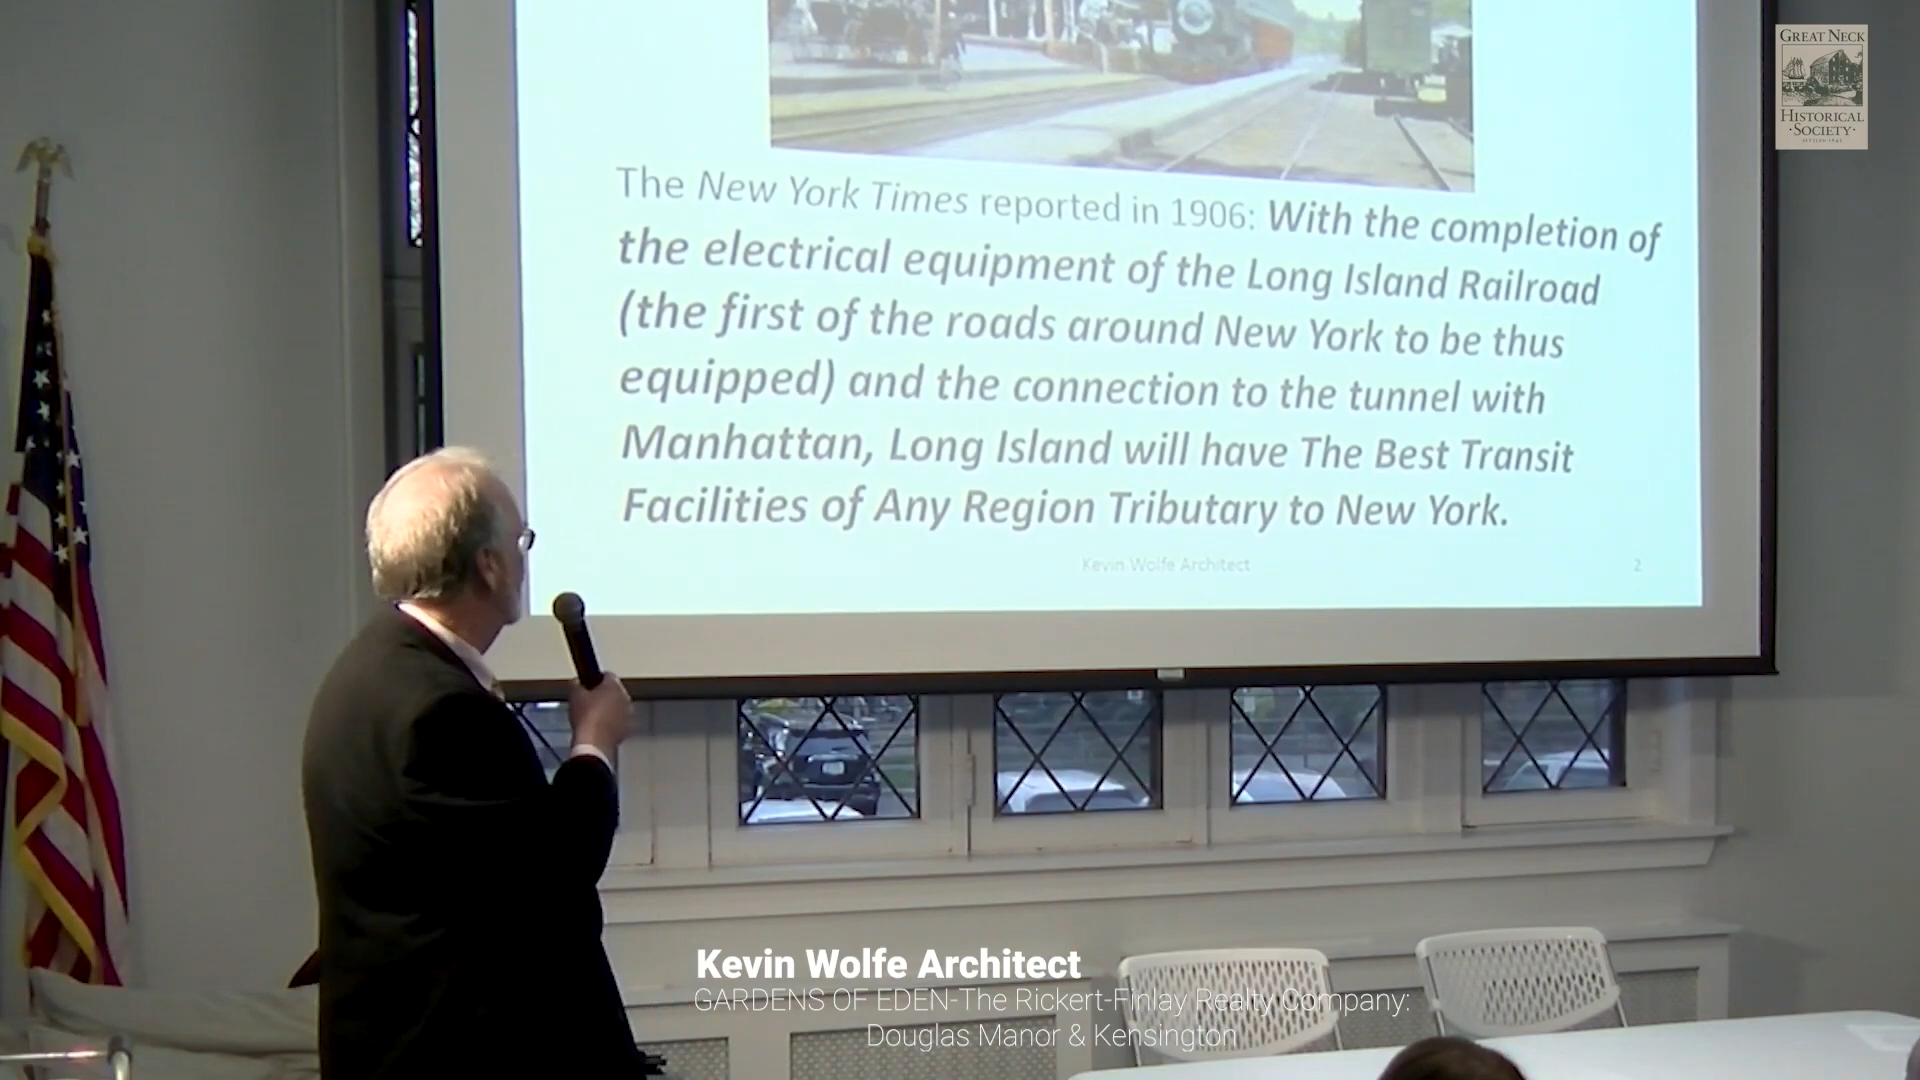 GREAT NECK
HISTORICAL
·SOCIETY·
The New York Times reported in 1906: With the completion of
the electrical equipment of the Long Island Railroad
(the first of the roads around New York to be thus
equipped) and the connection to the tunnel with
Manhattan, Long Island will have The Best Transit
Facilities of Any Region Tributary to New York.
Kevin Wolfe Architect 2
Kevin Wolfe Architect
GARDENS OF EDEN-The Rickert-Finlay Realty Company:
Douglas Manor & Kensington